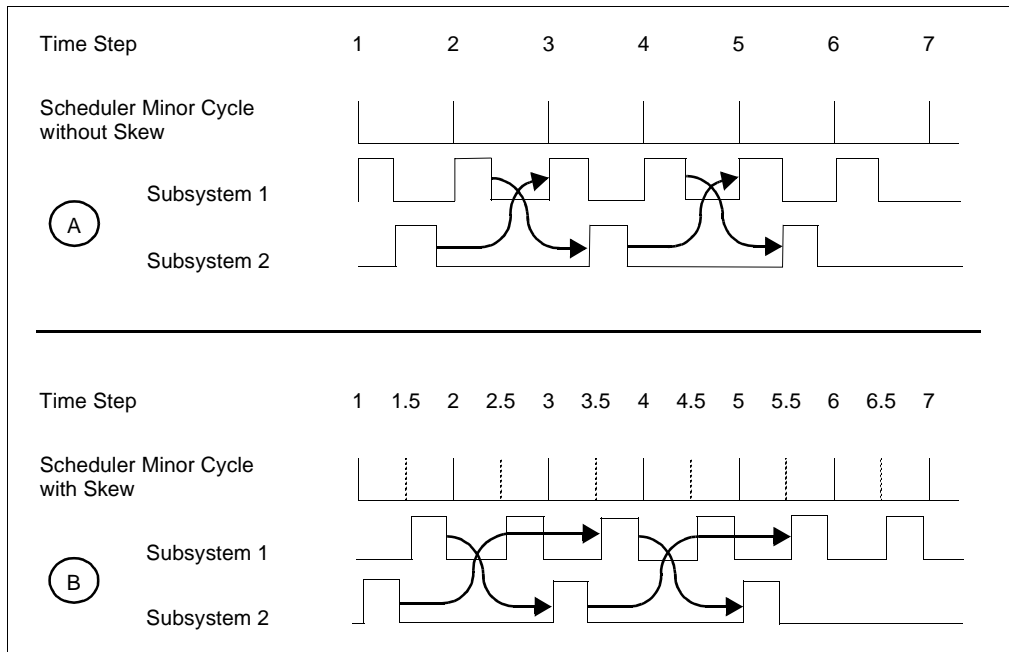 Time Step 1 2 3 4 5 6 7
Scheduler Minor Cycle
without Skew
Subsystem 1
A
Subsystem 2
Time Step 1 1.5 2 2.5 3 3.5 4 4.5 5 5.5 6 6.5 7
Scheduler Minor Cycle
with Skew
Subsystem 1
B
Subsystem 2